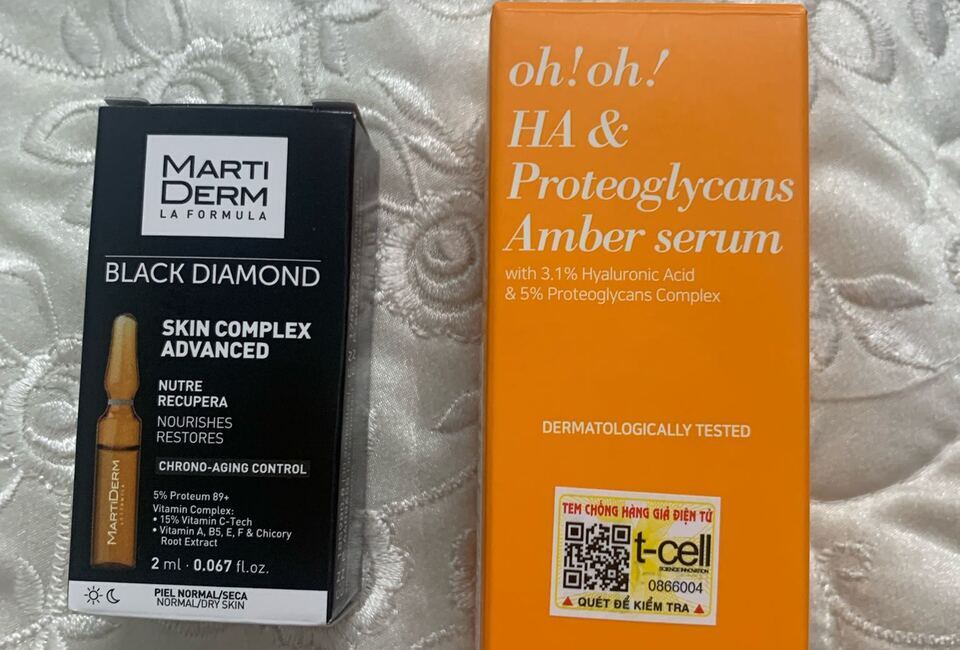 MARTI
DERM
LA FORMULA
BLACK DIAMOND
SKIN COMPLEX
ADVANCED
NUTRE
RECUPERA
NOURISHES
RESTORES
CHRONO-AGING CONTROL
5% Proteum 89+
Vitamin Complex:
• 15% Vitamin C-Tech
• Vitamin A, B5, E, F & Chicory
Root Extract
2 ml · 0.067 fl.oz.
PIEL NORMAL/SECA
NORMAL/DRY SKIN
MARTIDERM
oh! oh!
HA &
Proteoglycans
Amber serum
with 3.1% Hyaluronic Acid
& 5% Proteoglycans Complex
DERMATOLOGICALLY TESTED
TEM CHỐNG HÀNG GIẢ ĐIỆN TỬ
t-cell
SCIENCE INNOVATION
0866004
QUÉT ĐỂ KIỂM TRA